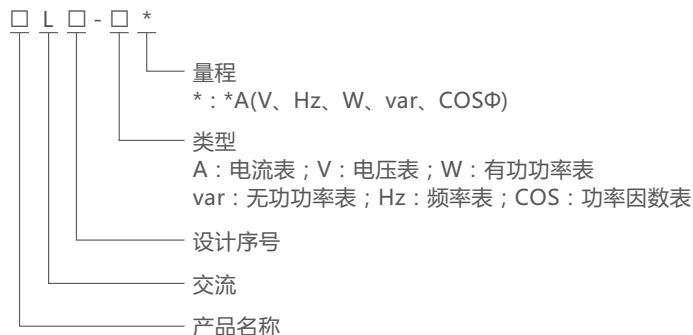 □ L □ - □ *
量程
*：*A(V、Hz、W、var、COSΦ)
类型
A：电流表；V：电压表；W：有功功率表
var：无功功率表；Hz：频率表；COS：功率因数表
设计序号
交流
产品名称